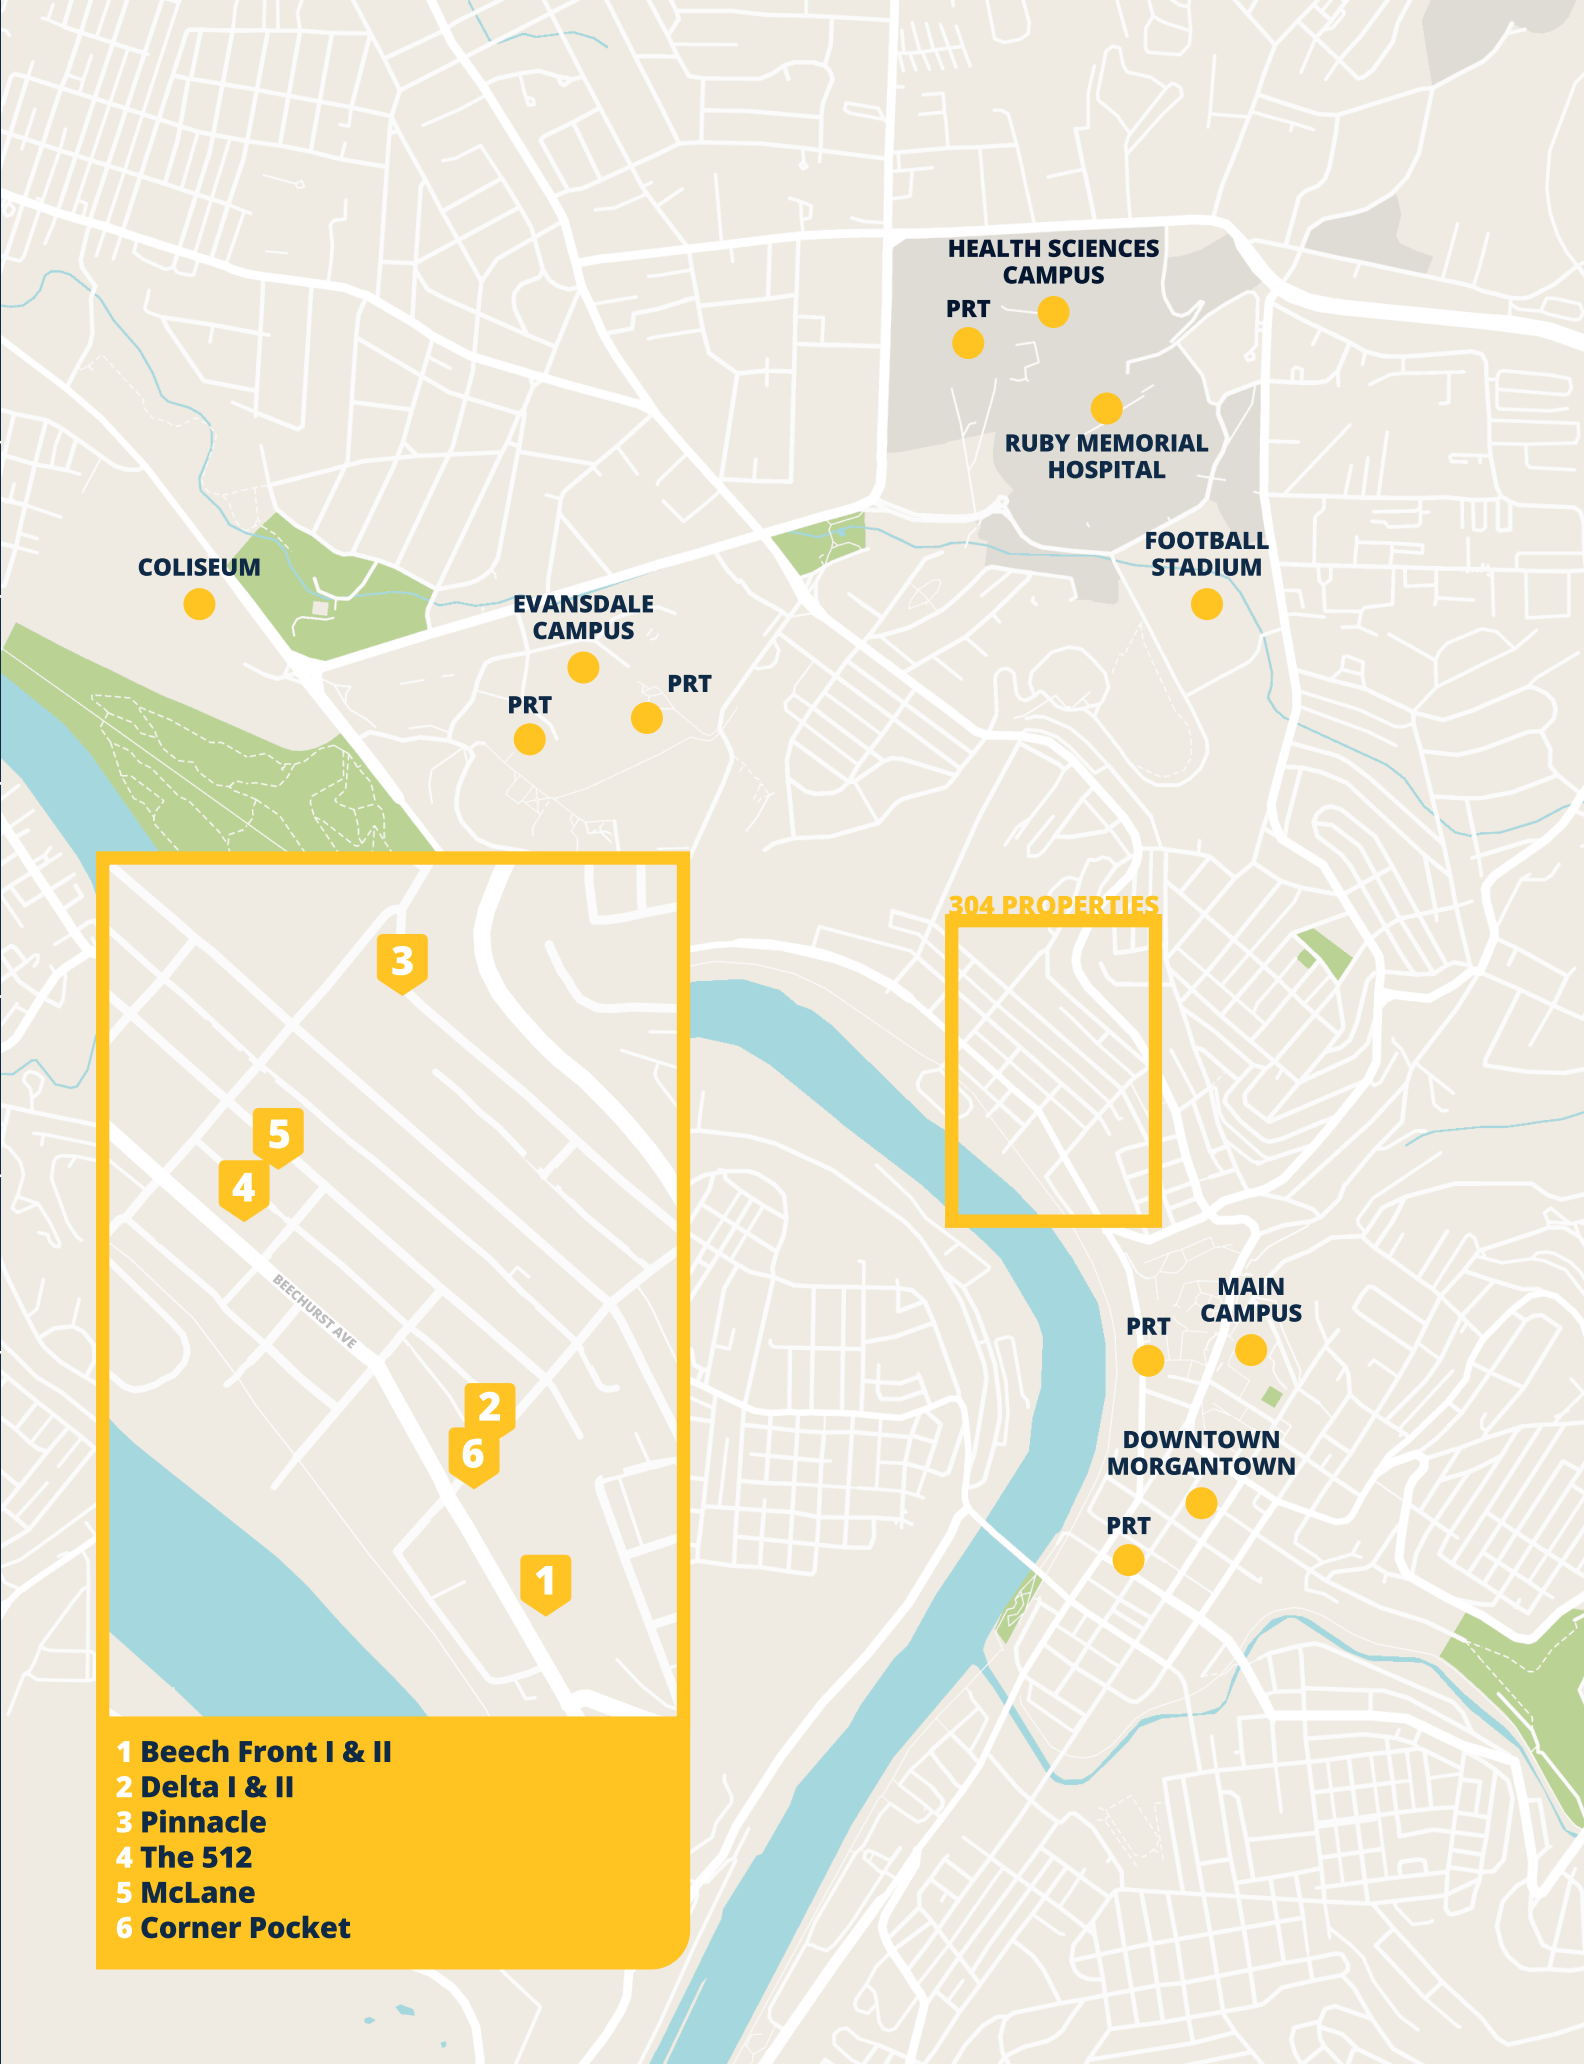 HEALTH SCIENCES
CAMPUS
PRT
RUBY MEMORIAL
HOSPITAL
FOOTBALL
STADIUM
COLISEUM
EVANSDALE
CAMPUS
PRT
PRT
304 PROPERTIES
3
5
4
BEECHURST AVE
2
6
1
MAIN
CAMPUS
PRT
DOWNTOWN
MORGANTOWN
PRT
1 Beech Front I & II
2 Delta I & II
3 Pinnacle
4 The 512
5 McLane
6 Corner Pocket